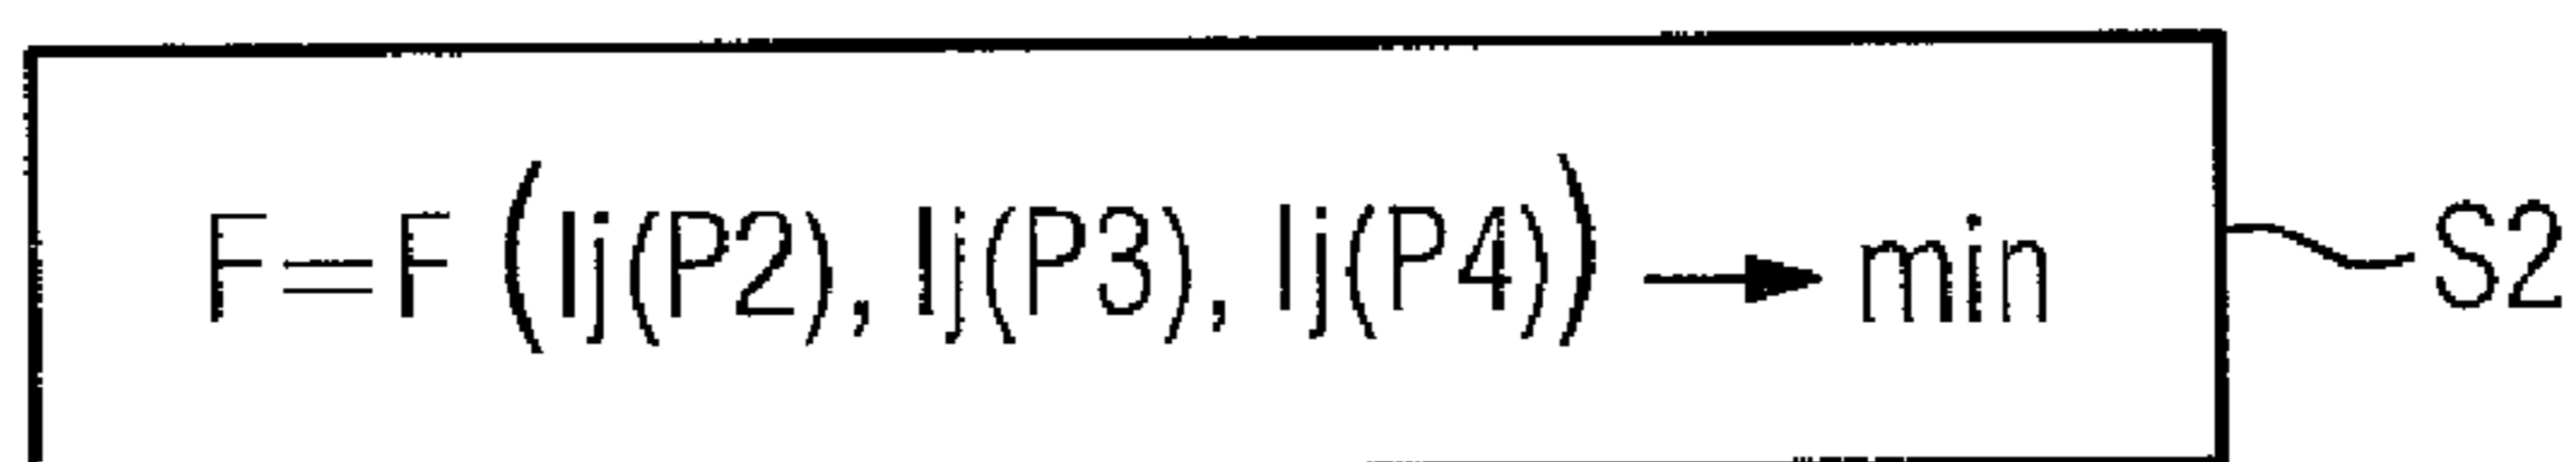 F=F (Ij(P2), Ij(P3), Ij(P4)) → min
S2